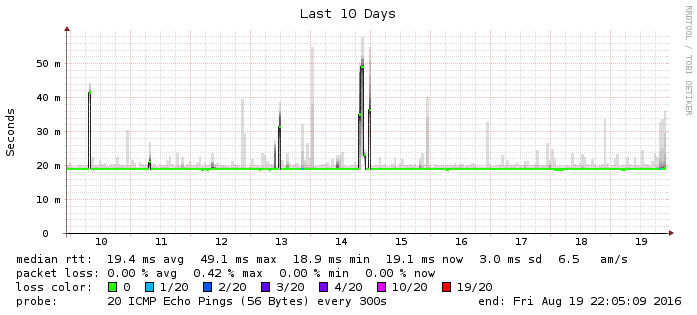 Last 10 Days
RRDTOOL / TOBI OETIKER
Seconds
50 m
40 m
30 m
20 m
10 m
0
10 11 12 13 14 15 16 17 18 19
median rtt: 19.4 ms avg 49.1 ms max 18.9 ms min 19.1 ms now 3.0 ms sd 6.5 am/s
packet loss: 0.00 % avg 0.42 % max 0.00 % min 0.00 % now
loss color: 0 1/20 2/20 3/20 4/20 10/20 19/20
probe: 20 ICMP Echo Pings (56 Bytes) every 300s end: Fri Aug 19 22:05:09 2016